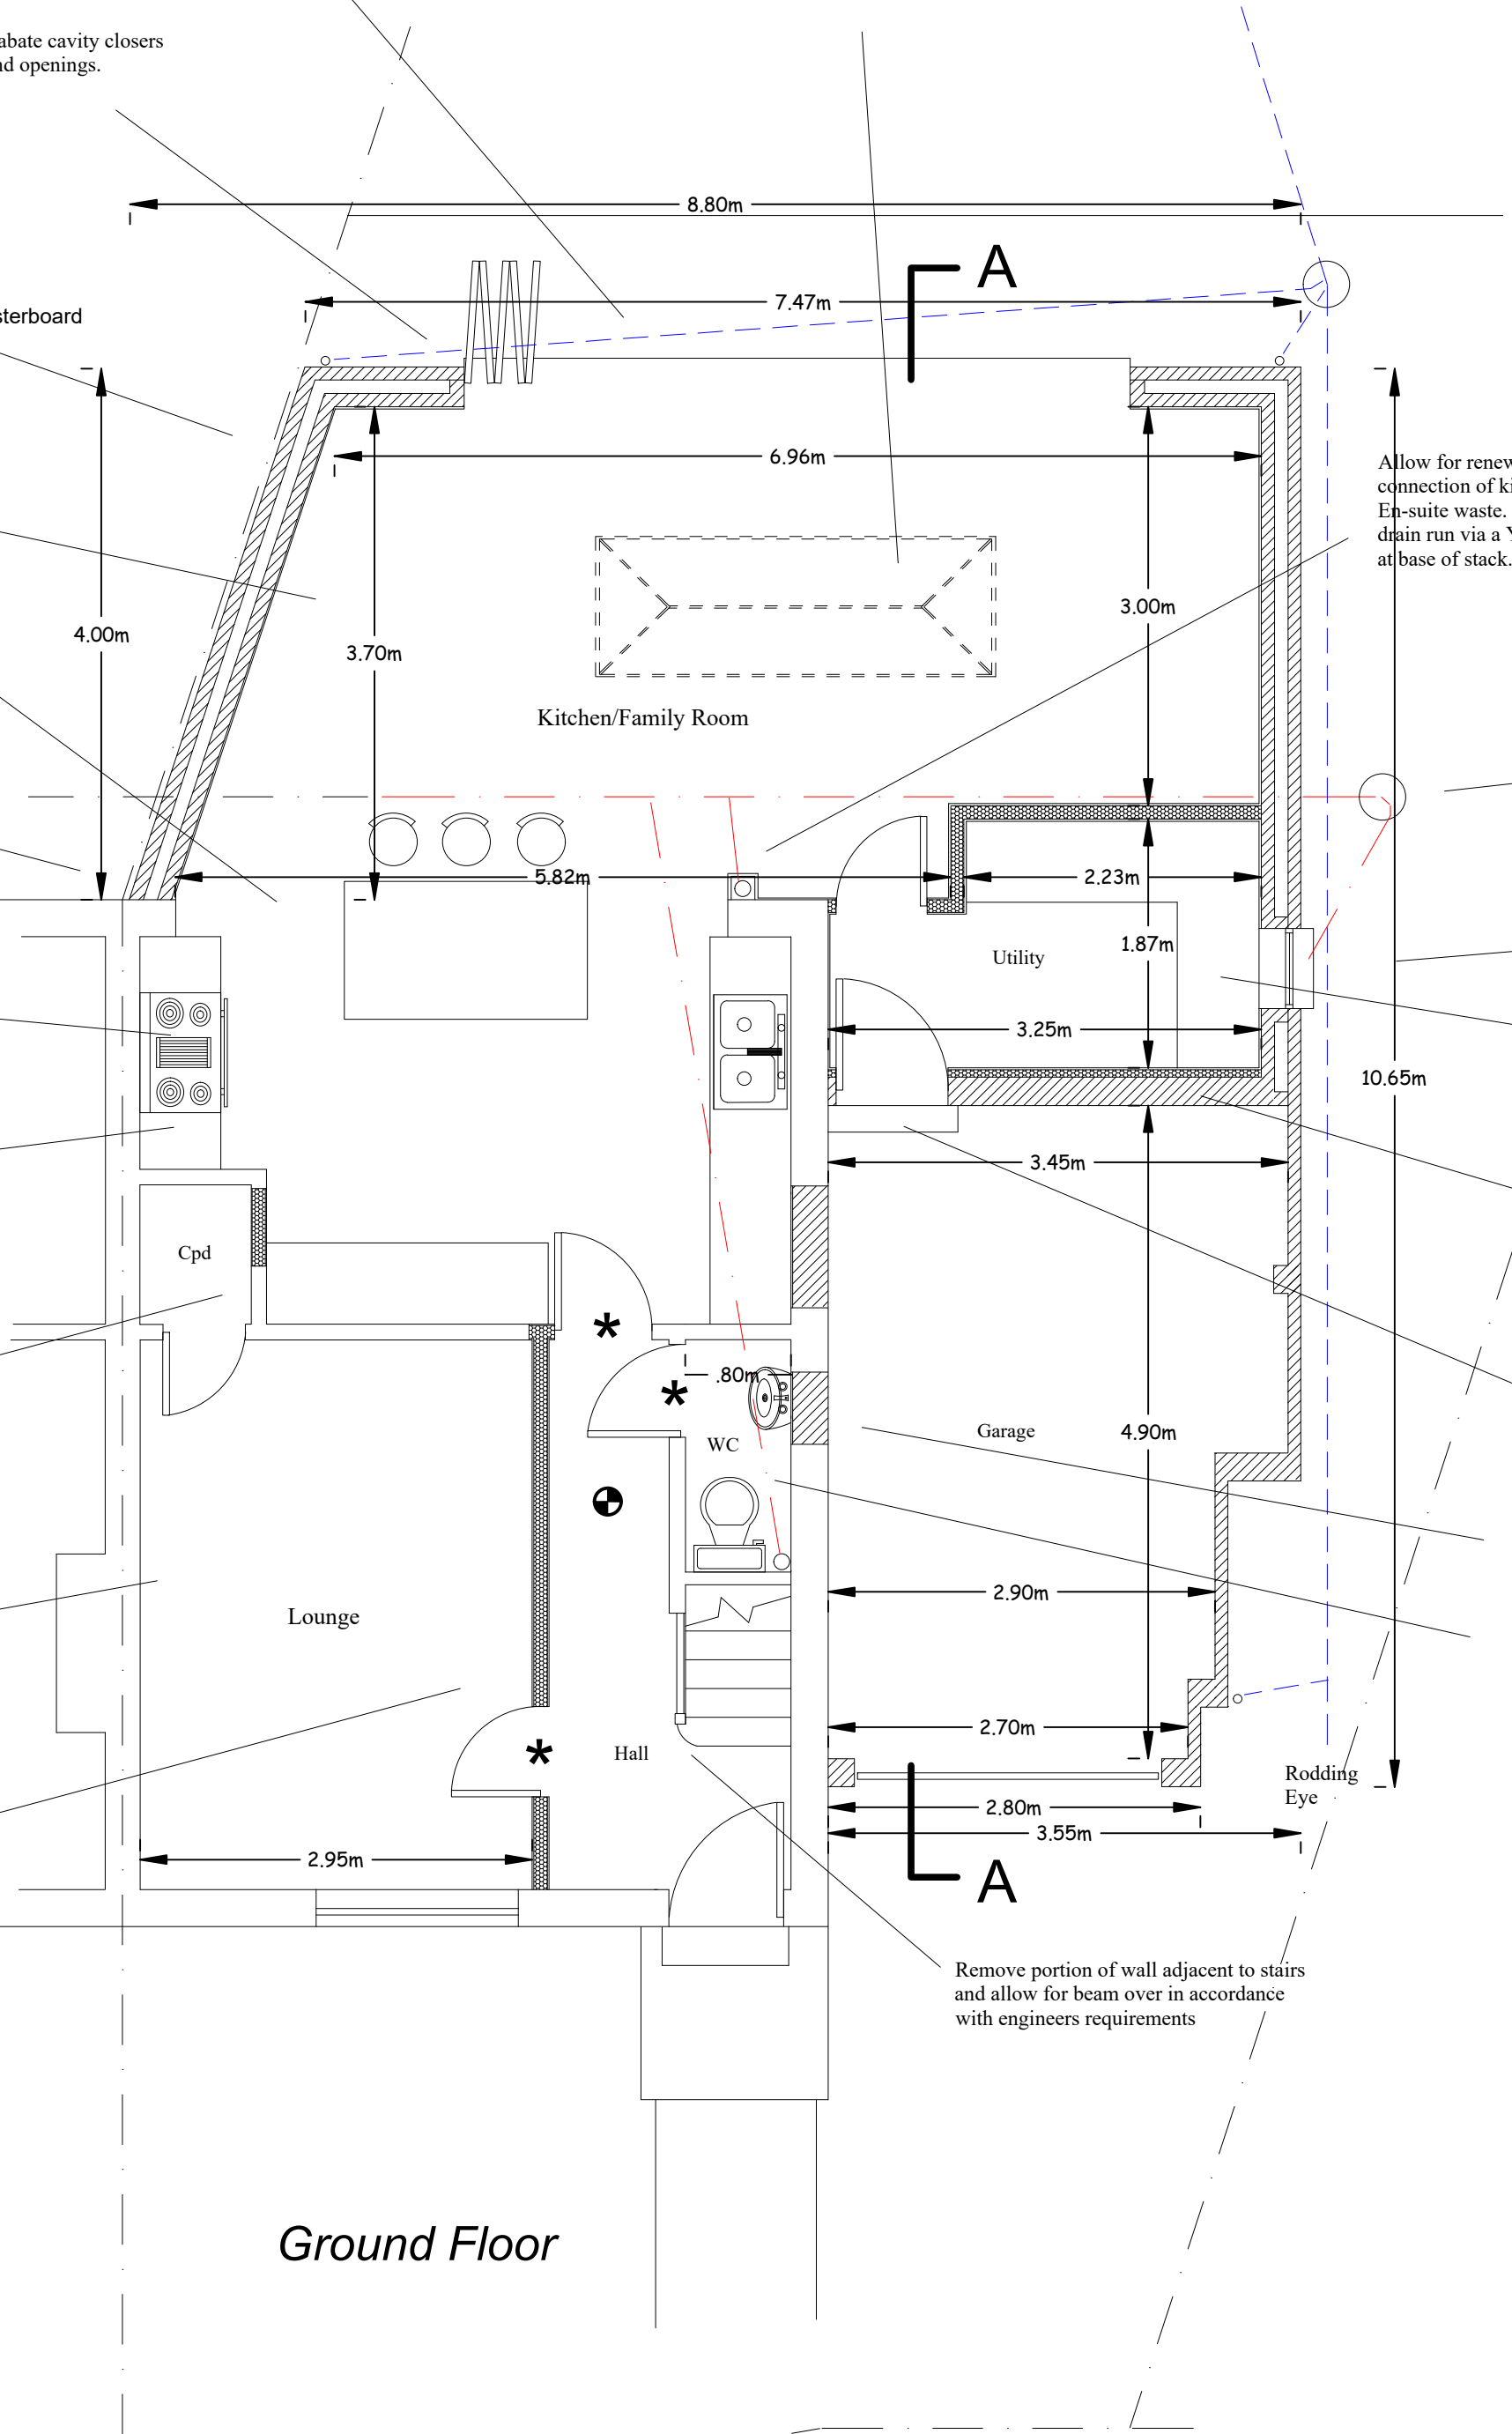 abate cavity closers
nd openings.
8.80m
A
7.47m
sterboard
6.96m
Allow for renew
connection of ki
En-suite waste.
drain run via a Y
at base of stack.
4.00m
3.70m
3.00m
Kitchen/Family Room
5.82m
2.23m
1.87m
Utility
3.25m
10.65m
3.45m
Cpd
*
.80m
*
WC
Garage
4.90m
2.90m
Lounge
2.70m
Hall
*
Rodding
Eye
2.80m
3.55m
2.95m
A
Remove portion of wall adjacent to stairs
and allow for beam over in accordance
with engineers requirements
Ground Floor